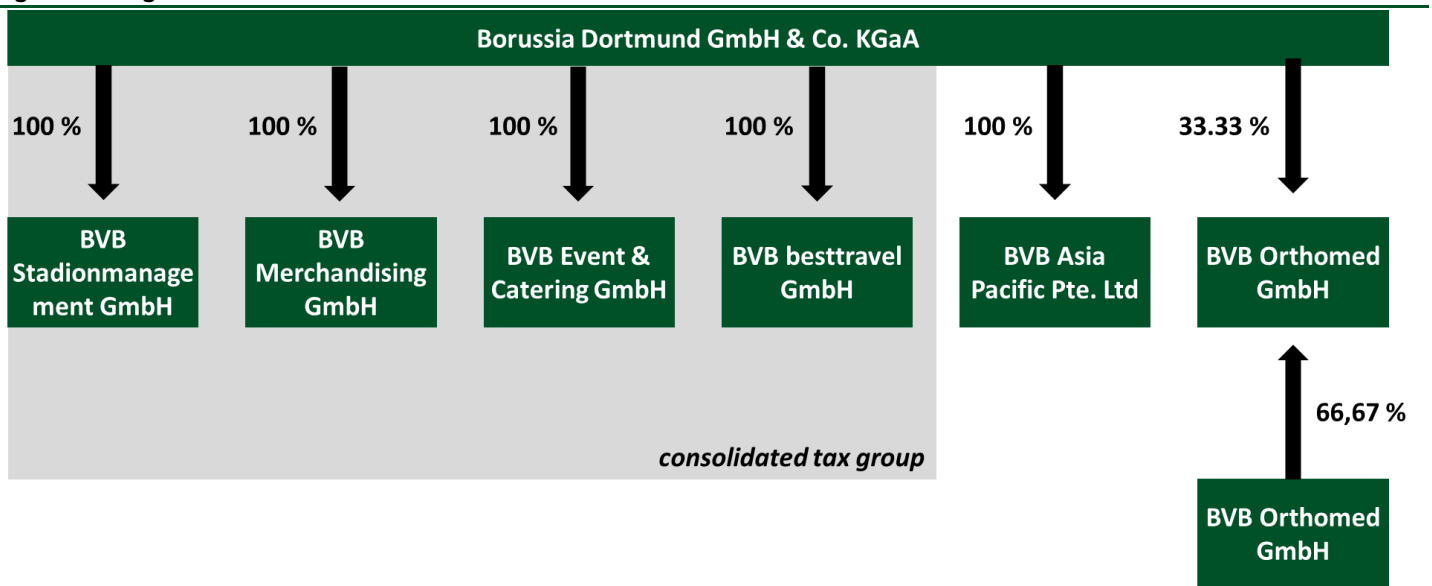 Borussia Dortmund GmbH & Co. KGaA
100 %
100 %
100 %
100 %
100 %
33.33 %
BVB
Stadionmanage
ment GmbH
BVB
Merchandising
GmbH
BVB Event &
Catering GmbH
BVB besttravel
GmbH
BVB Asia
Pacific Pte. Ltd
BVB Orthomed
GmbH
66,67 %
consolidated tax group
BVB Orthomed
GmbH